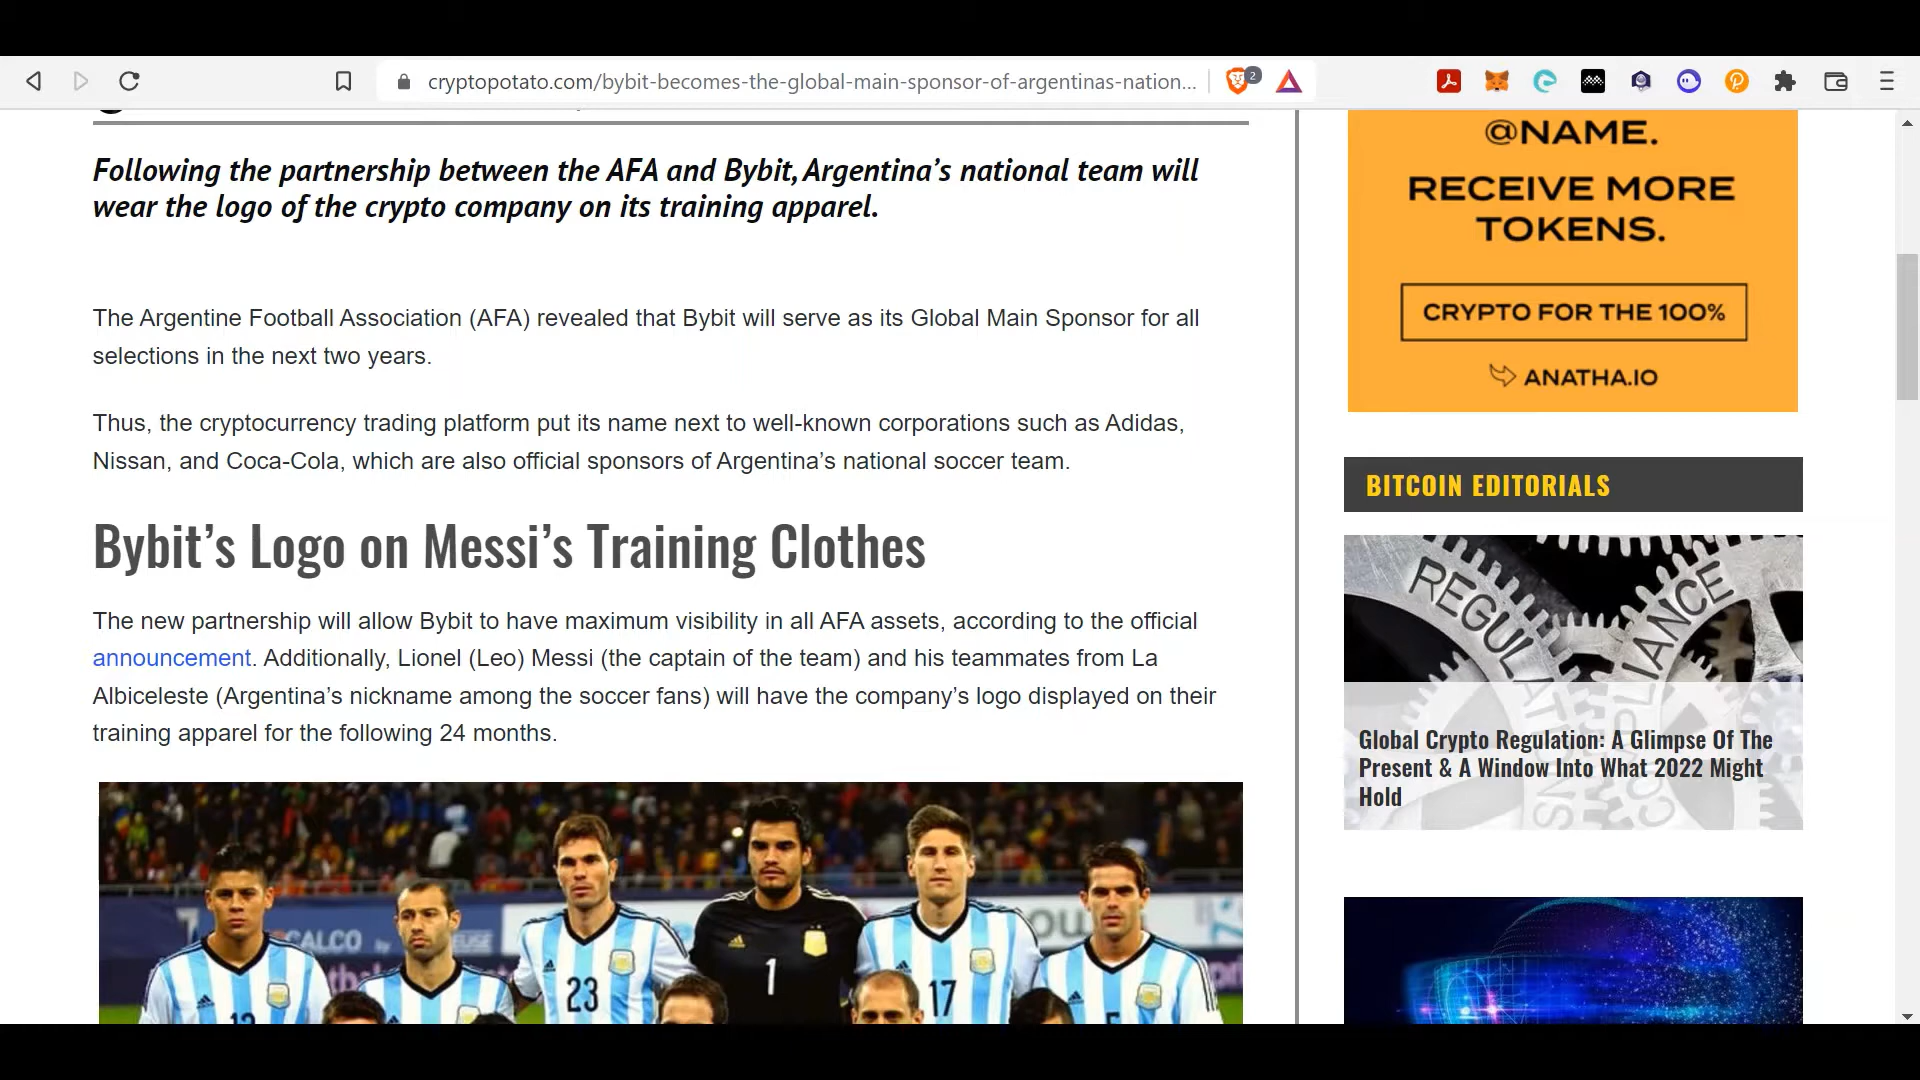 cryptopotato.com/bybit-becomes-the-global-main-sponsor-of-argentinas-nation...
2
Following the partnership between the AFA and Bybit, Argentina’s national team will
wear the logo of the crypto company on its training apparel.
The Argentine Football Association (AFA) revealed that Bybit will serve as its Global Main Sponsor for all
selections in the next two years.
Thus, the cryptocurrency trading platform put its name next to well-known corporations such as Adidas,
Nissan, and Coca-Cola, which are also official sponsors of Argentina’s national soccer team.
Bybit’s Logo on Messi’s Training Clothes
The new partnership will allow Bybit to have maximum visibility in all AFA assets, according to the official
announcement. Additionally, Lionel (Leo) Messi (the captain of the team) and his teammates from La
Albiceleste (Argentina’s nickname among the soccer fans) will have the company’s logo displayed on their
training apparel for the following 24 months.
CALCO by
23
1
17
@NAME.
RECEIVE MORE
TOKENS.
CRYPTO FOR THE 100%
ANATHA.IO
BITCOIN EDITORIALS
Global Crypto Regulation: A Glimpse Of The
Present & A Window Into What 2022 Might
Hold